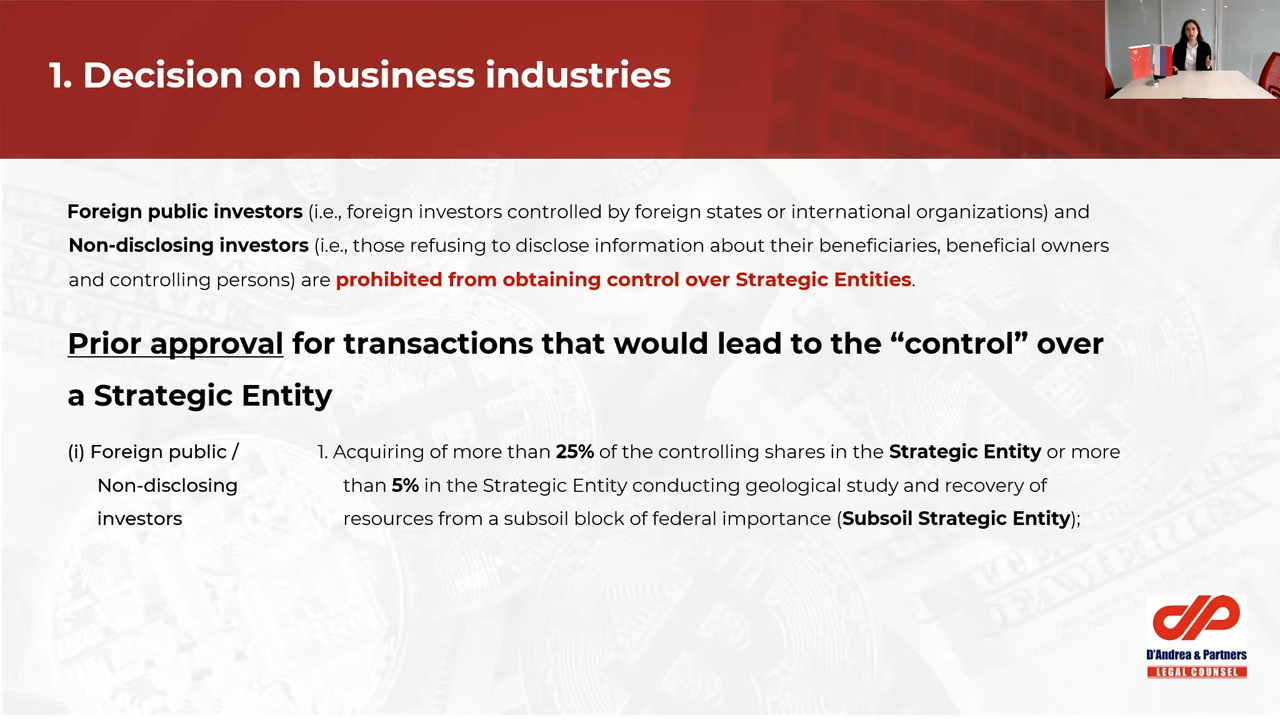 1. Decision on business industries
Foreign public investors (i.e., foreign investors controlled by foreign states or international organizations) and
Non-disclosing investors (i.e., those refusing to disclose information about their beneficiaries, beneficial owners
and controlling persons) are prohibited from obtaining control over Strategic Entities.
Prior approval for transactions that would lead to the “control” over
a Strategic Entity
(i) Foreign public /
Non-disclosing
investors
1. Acquiring of more than 25% of the controlling shares in the Strategic Entity or more
than 5% in the Strategic Entity conducting geological study and recovery of
resources from a subsoil block of federal importance (Subsoil Strategic Entity);
dp
D'Andrea & Partners
LEGAL COUNSEL